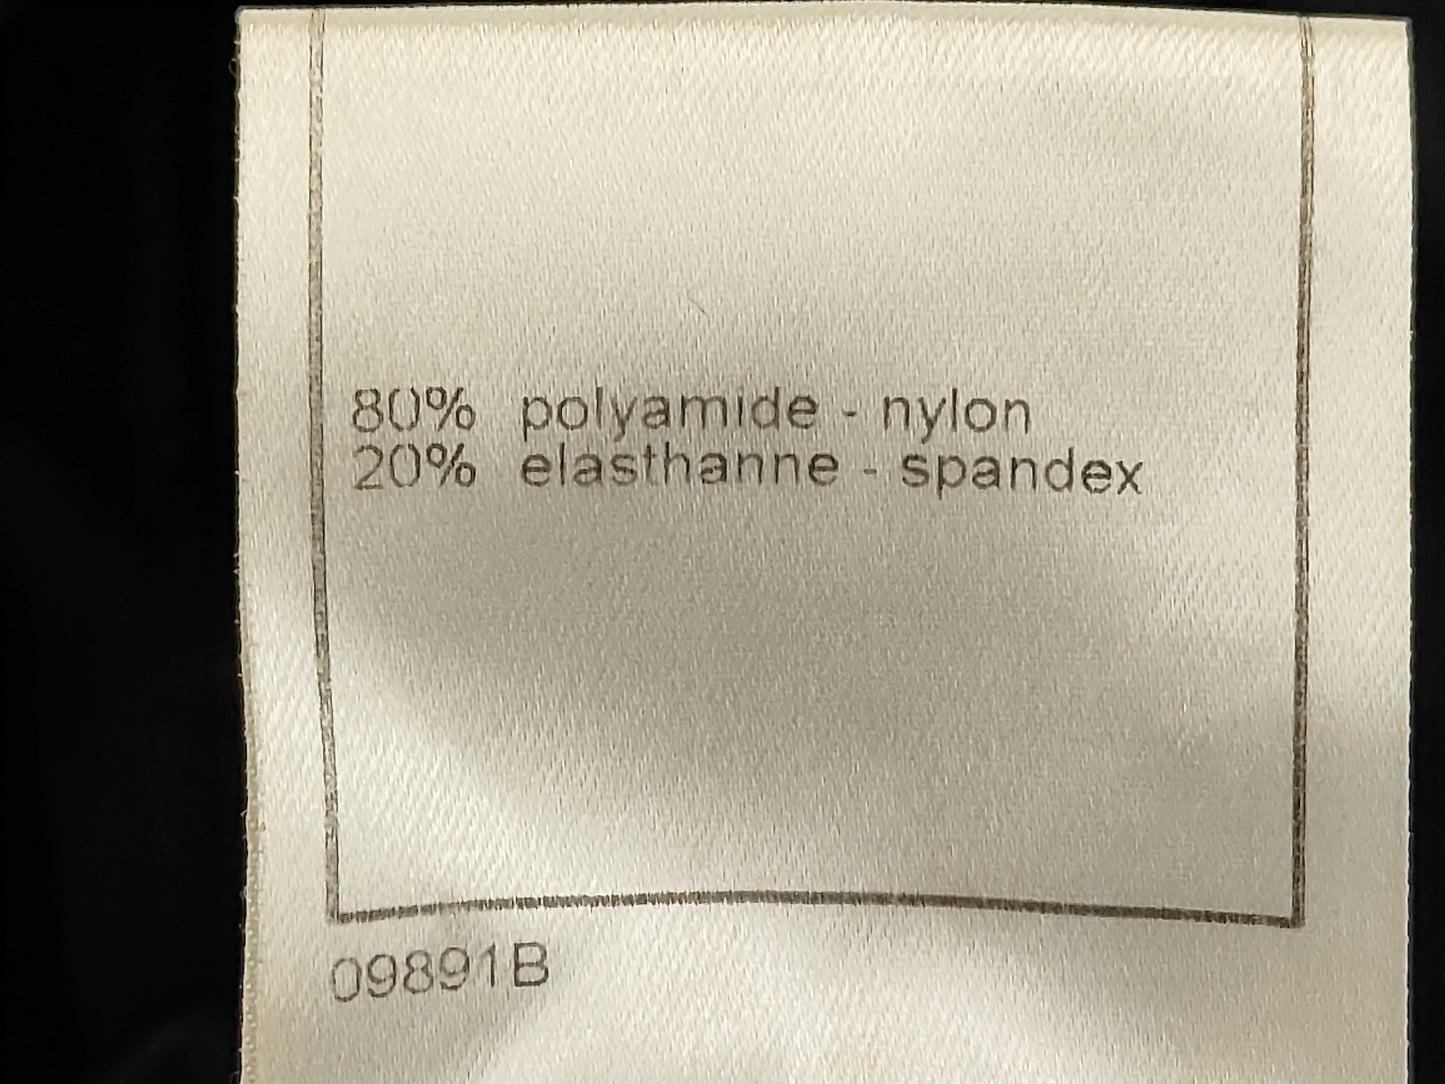 80% polyamide - nylon
20% elasthanne - spandex
09891B